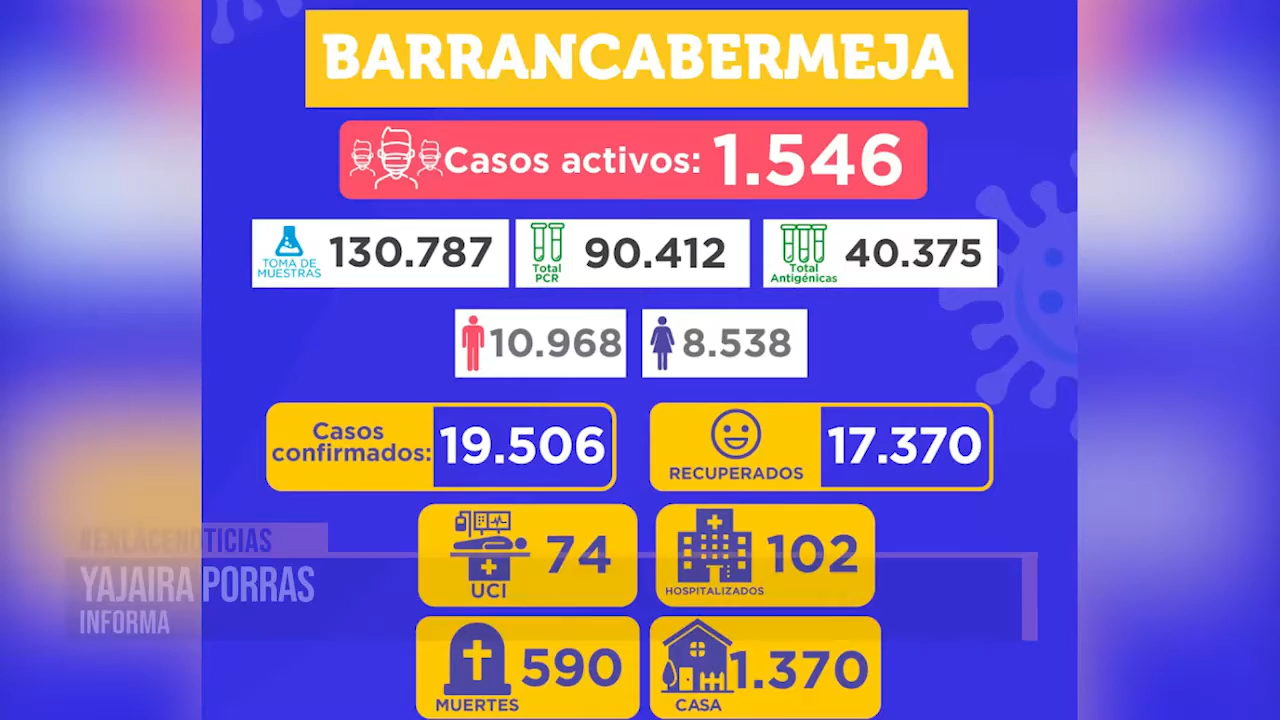 BARRANCABERMEJA
Casos activos: 1.546
TOMA DE
MUESTRAS
130.787
Total
PCR
90.412
Total
Antigénicas
40.375
10.968
8.538
Casos
confirmados:
19.506
RECUPERADOS
17.370
UCI
74
HOSPITALIZADOS
102
#ENLACENOTICIAS
YAJAIRA PORRAS
INFORMA
MUERTES
590
CASA
1.370